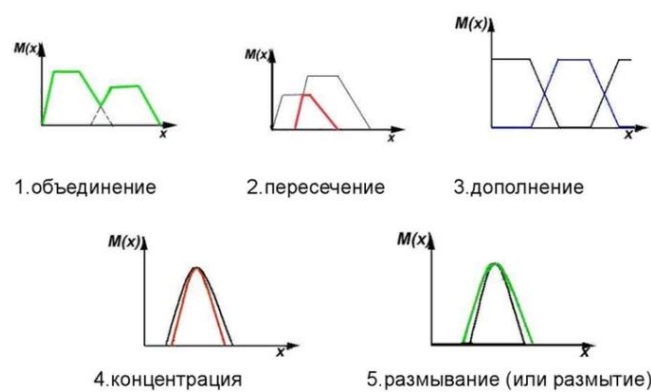 M(x)
x
1.объединение
M(x)
x
2.пересечение
M(x)
x
3.дополнение
M(x)
x
4.концентрация
M(x)
x
5.размывание (или размытие)